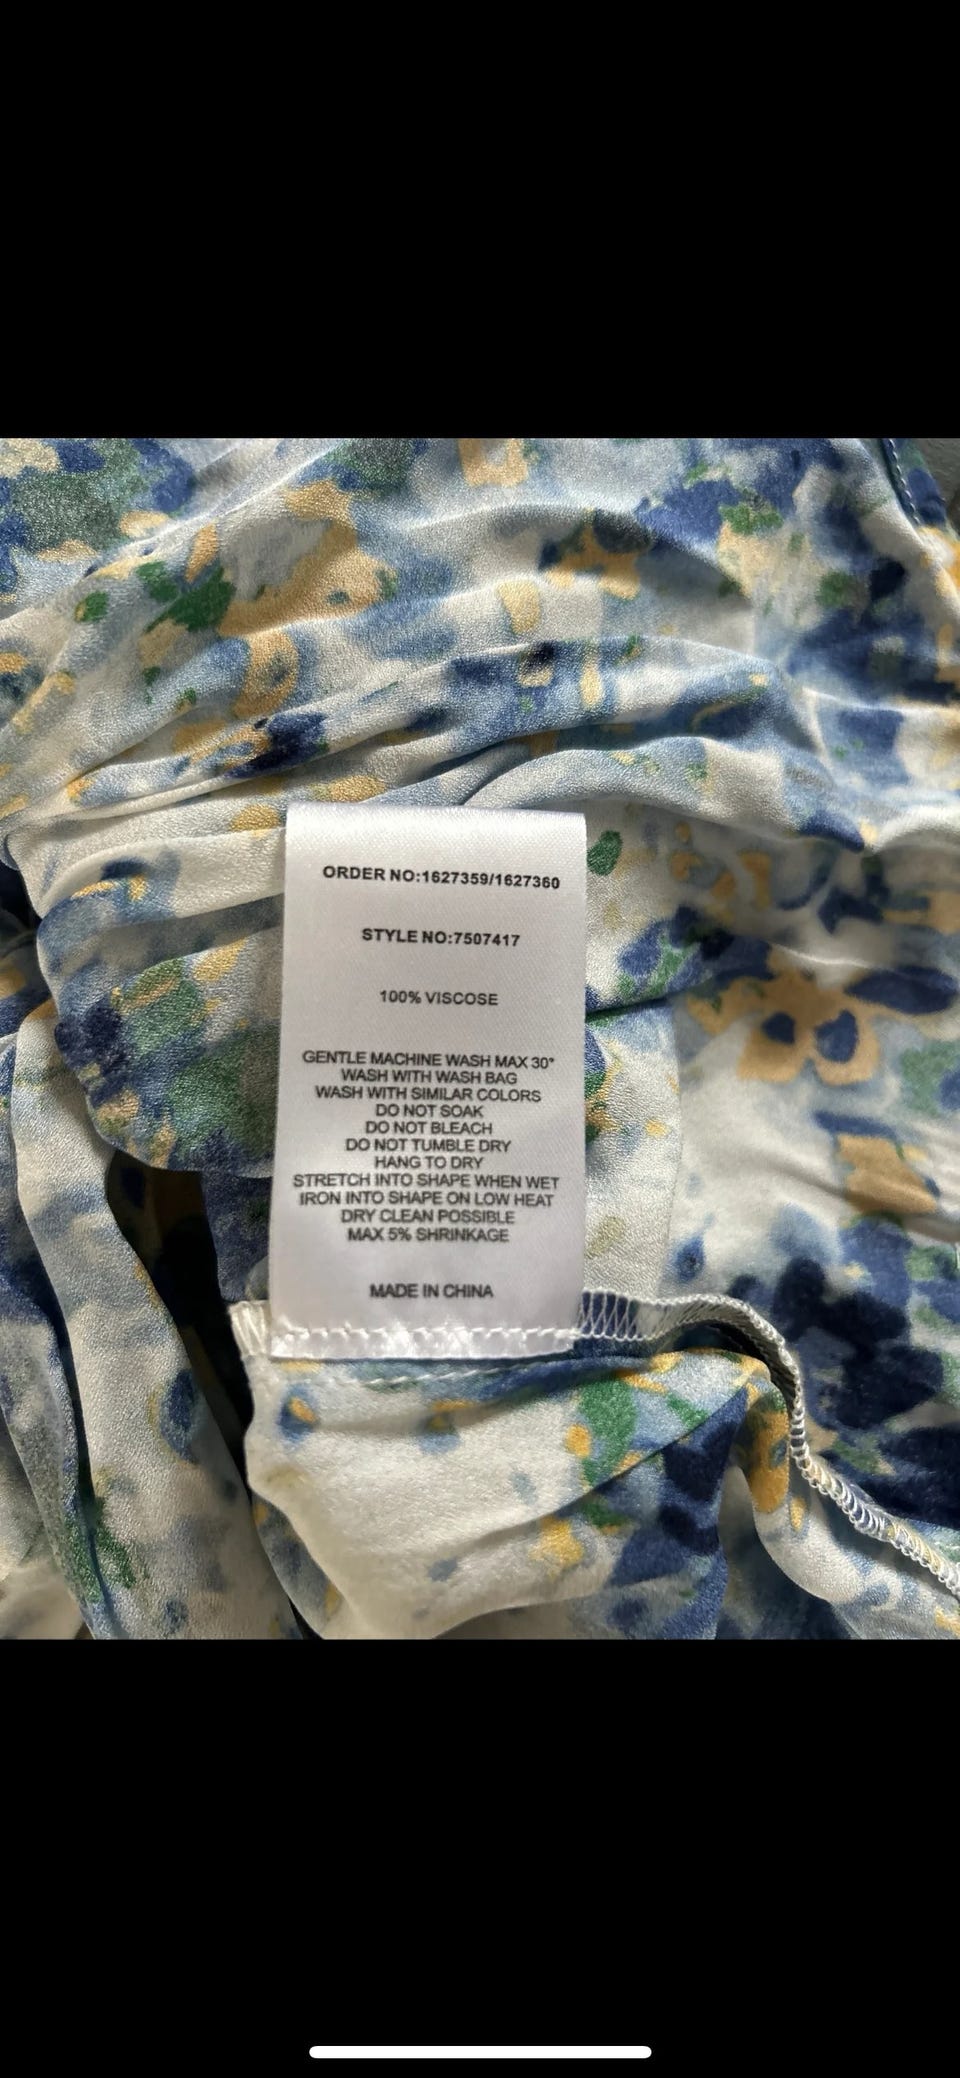 ORDER NO:1627359/1627360
STYLE NO:7507417
100% VISCOSE
GENTLE MACHINE WASH MAX 30°
WASH WITH WASH BAG
WASH WITH SIMILAR COLORS
DO NOT SOAK
DO NOT BLEACH
DO NOT TUMBLE DRY
HANG TO DRY
STRETCH INTO SHAPE WHEN WET
IRON INTO SHAPE ON LOW HEAT
DRY CLEAN POSSIBLE
MAX 5% SHRINKAGE
MADE IN CHINA